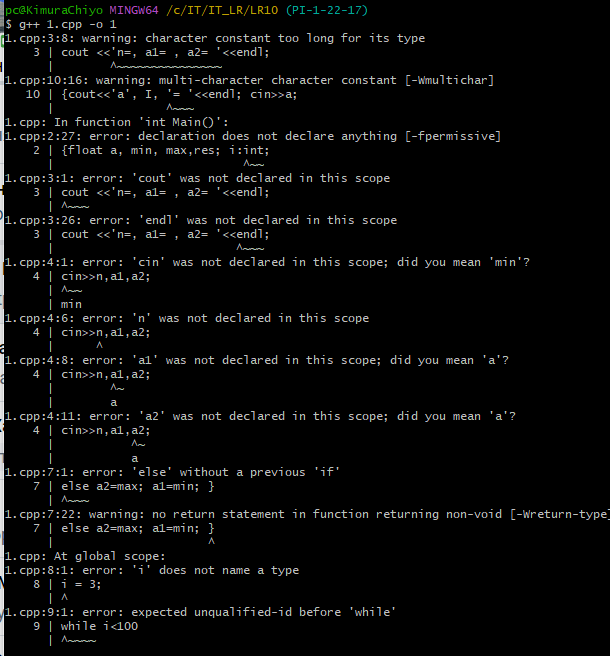 pc@KimuraChiyo MINGW64 /c/IT/IT_LR/LR10 (PI-1-22-17)
$ g++ 1.cpp -o 1
1.cpp:3:8: warning: character constant too long for its type
    3 | cout <<'n=, a1= , a2= '<<endl;
      |        ^~~~~~~~~~~~~~~~
1.cpp:10:16: warning: multi-character character constant [-Wmultichar]
   10 | {cout<<'a', I, '= '<<endl; cin>>a;
      |                ^~~~
1.cpp: In function 'int Main()':
1.cpp:2:27: error: declaration does not declare anything [-fpermissive]
    2 | {float a, min, max,res; i:int;
      |                           ^~~
1.cpp:3:1: error: 'cout' was not declared in this scope
    3 | cout <<'n=, a1= , a2= '<<endl;
      | ^~~~
1.cpp:3:26: error: 'endl' was not declared in this scope
    3 | cout <<'n=, a1= , a2= '<<endl;
      |                          ^~~~
1.cpp:4:1: error: 'cin' was not declared in this scope; did you mean 'min'?
    4 | cin>>n,a1,a2;
      | ^~~
      | min
1.cpp:4:6: error: 'n' was not declared in this scope
    4 | cin>>n,a1,a2;
      |      ^
1.cpp:4:8: error: 'a1' was not declared in this scope; did you mean 'a'?
    4 | cin>>n,a1,a2;
      |        ^~
      |        a
1.cpp:4:11: error: 'a2' was not declared in this scope; did you mean 'a'?
    4 | cin>>n,a1,a2;
      |           ^~
      |           a
1.cpp:7:1: error: 'else' without a previous 'if'
    7 | else a2=max; a1=min; }
      | ^~~~
1.cpp:7:22: warning: no return statement in function returning non-void [-Wreturn-type]
    7 | else a2=max; a1=min; }
      |                      ^
1.cpp: At global scope:
1.cpp:8:1: error: 'i' does not name a type
    8 | i = 3;
      | ^
1.cpp:9:1: error: expected unqualified-id before 'while'
    9 | while i<100
      | ^~~~~